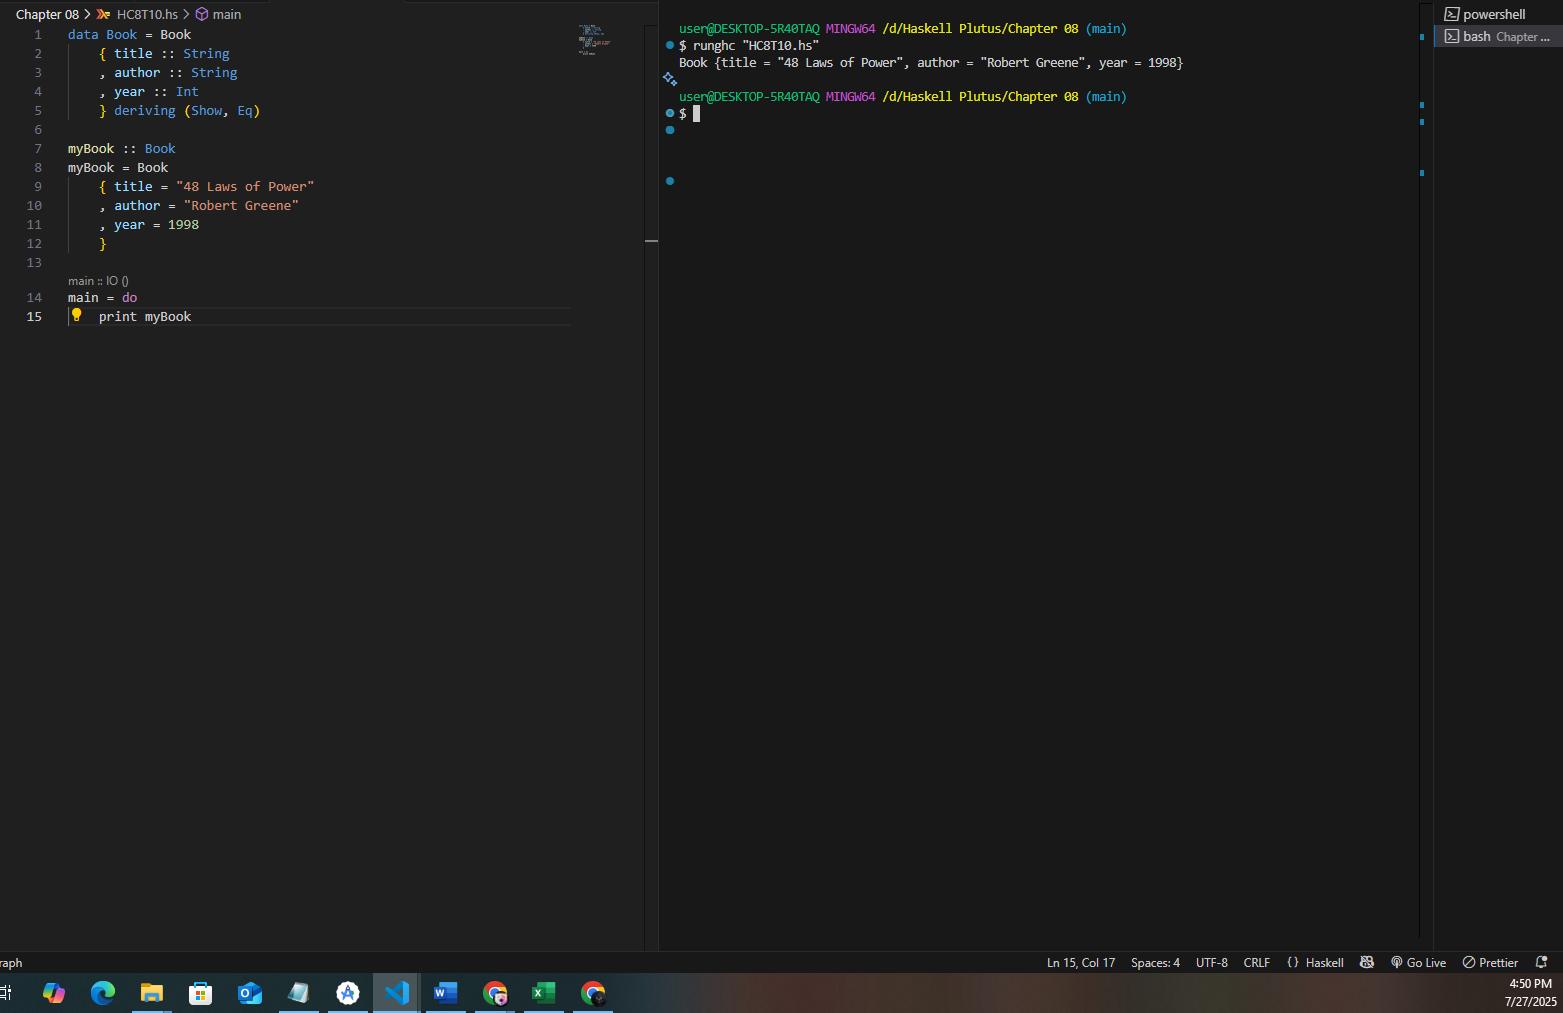 Chapter 08 > HC8T10.hs > main
1 data Book = Book
2 { title :: String
3 , author :: String
4 , year :: Int
5 } deriving (Show, Eq)
6
7 myBook :: Book
8 myBook = Book
9 { title = "48 Laws of Power"
10 , author = "Robert Greene"
11 , year = 1998
12 }
13
main :: IO ()
14 main = do
15 print myBook
user@DESKTOP-5R40TAQ MINGW64 /d/Haskell Plutus/Chapter 08 (main)
$ runghc "HC8T10.hs"
Book {title = "48 Laws of Power", author = "Robert Greene", year = 1998}
user@DESKTOP-5R40TAQ MINGW64 /d/Haskell Plutus/Chapter 08 (main)
$
powershell
bash Chapter ...
raph
Ln 15, Col 17 Spaces: 4 UTF-8 CRLF {} Haskell Go Live Prettier
4:50 PM
7/27/2025